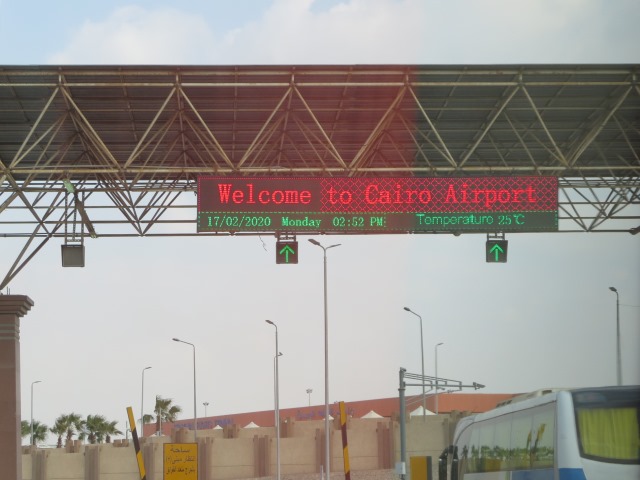 Welcome to Cairo Airport
17/02/2020 Monday 02:52 PM Temperature 25℃